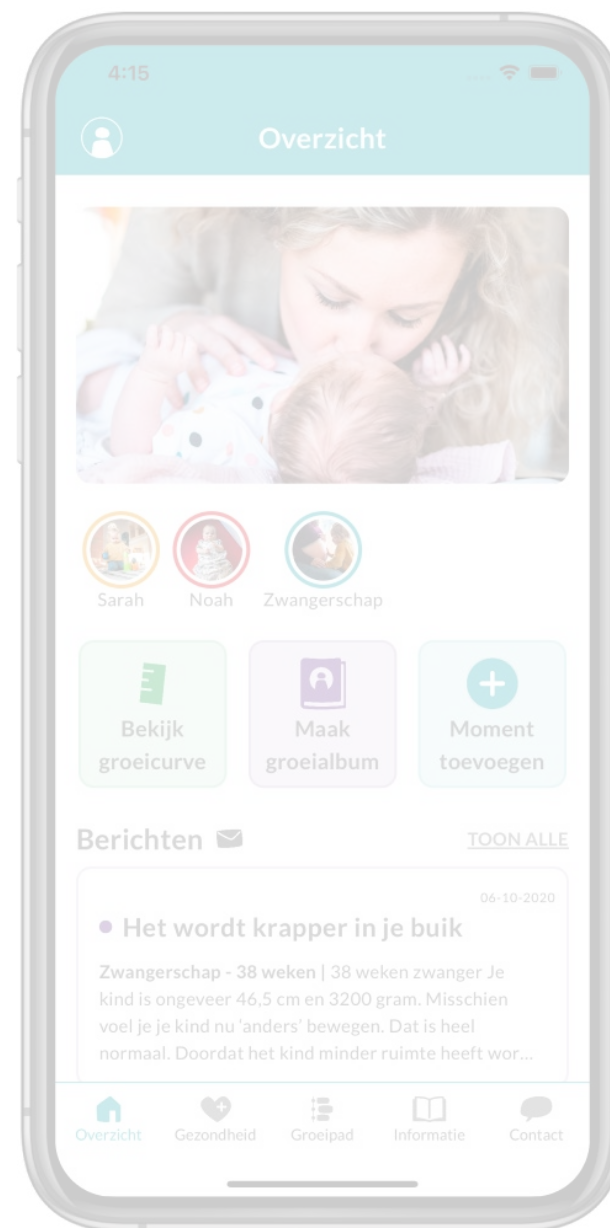 4:15
Overzicht
Sarah
Noah
Zwangerschap
Bekijk
groeicurve
Maak
groeialbum
Moment
toevoegen
Berichten
TOON ALLE
06-10-2020
Het wordt krapper in je buik
Zwangerschap - 38 weken | 38 weken zwanger Je
kind is ongeveer 46,5 cm en 3200 gram. Misschien
voel je je kind nu 'anders' bewegen. Dat is heel
normaal. Doordat het kind minder ruimte heeft wor...
Overzicht
Gezondheid
Groeipad
Informatie
Contact